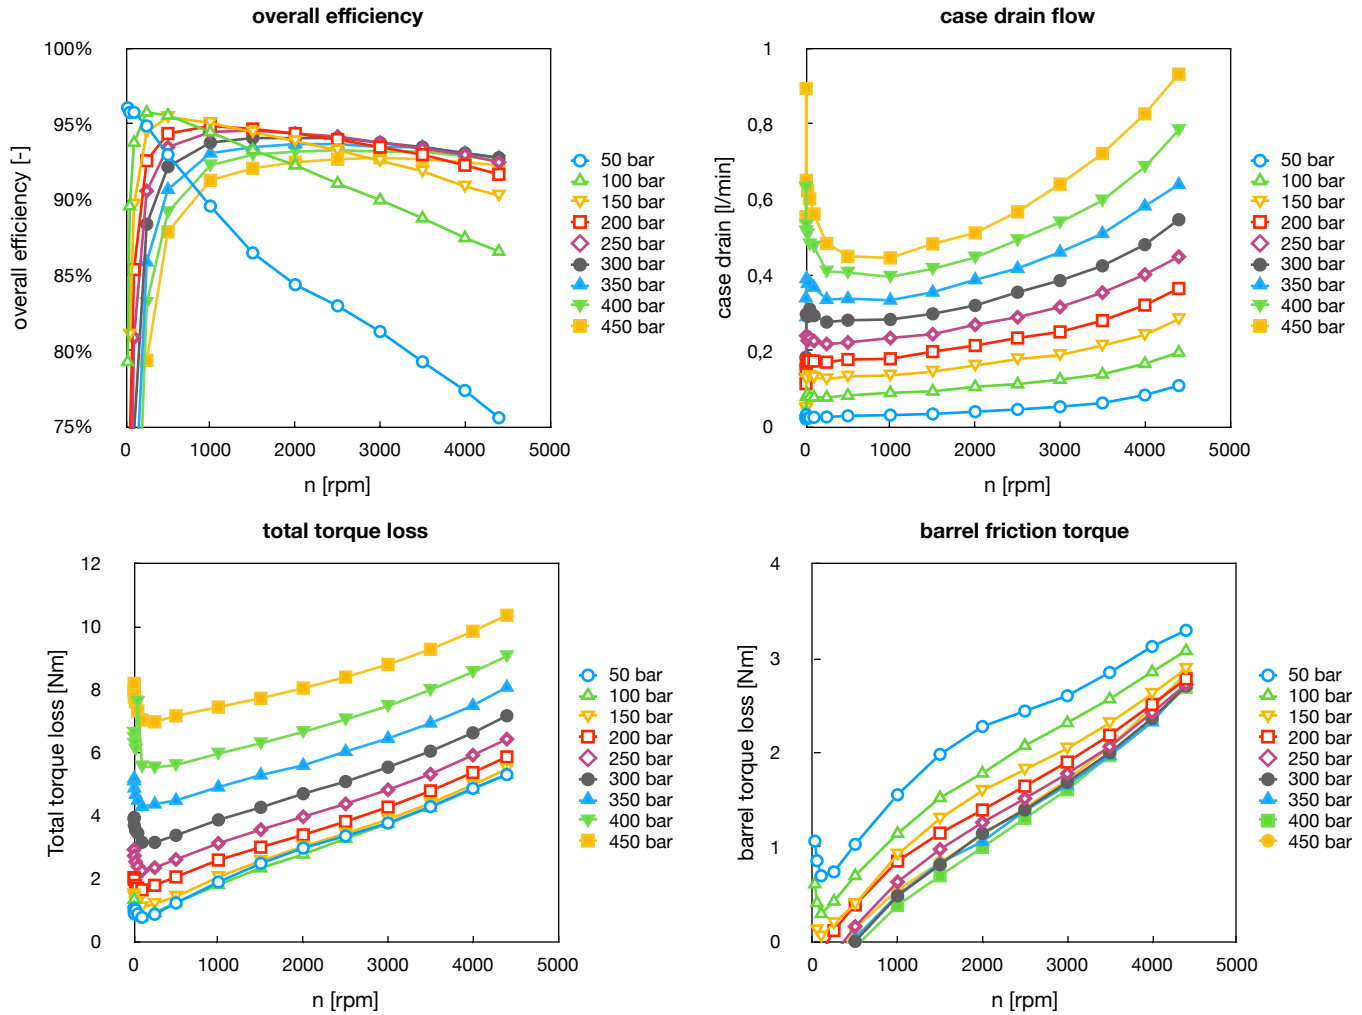 overall efficiency
100%
95%
90%
85%
80%
75%
overall efficiency [-]
0
1000
2000
3000
4000
5000
n [rpm]
50 bar
100 bar
150 bar
200 bar
250 bar
300 bar
350 bar
400 bar
450 bar
case drain flow
1
0,8
0,6
0,4
0,2
0
case drain [l/min]
0
1000
2000
3000
4000
5000
n [rpm]
50 bar
100 bar
150 bar
200 bar
250 bar
300 bar
350 bar
400 bar
450 bar
total torque loss
12
10
8
6
4
2
0
Total torque loss [Nm]
0
1000
2000
3000
4000
5000
n [rpm]
50 bar
100 bar
150 bar
200 bar
250 bar
300 bar
350 bar
400 bar
450 bar
barrel friction torque
4
3
2
1
0
barrel torque loss [Nm]
0
1000
2000
3000
4000
5000
n [rpm]
50 bar
100 bar
150 bar
200 bar
250 bar
300 bar
350 bar
400 bar
450 bar